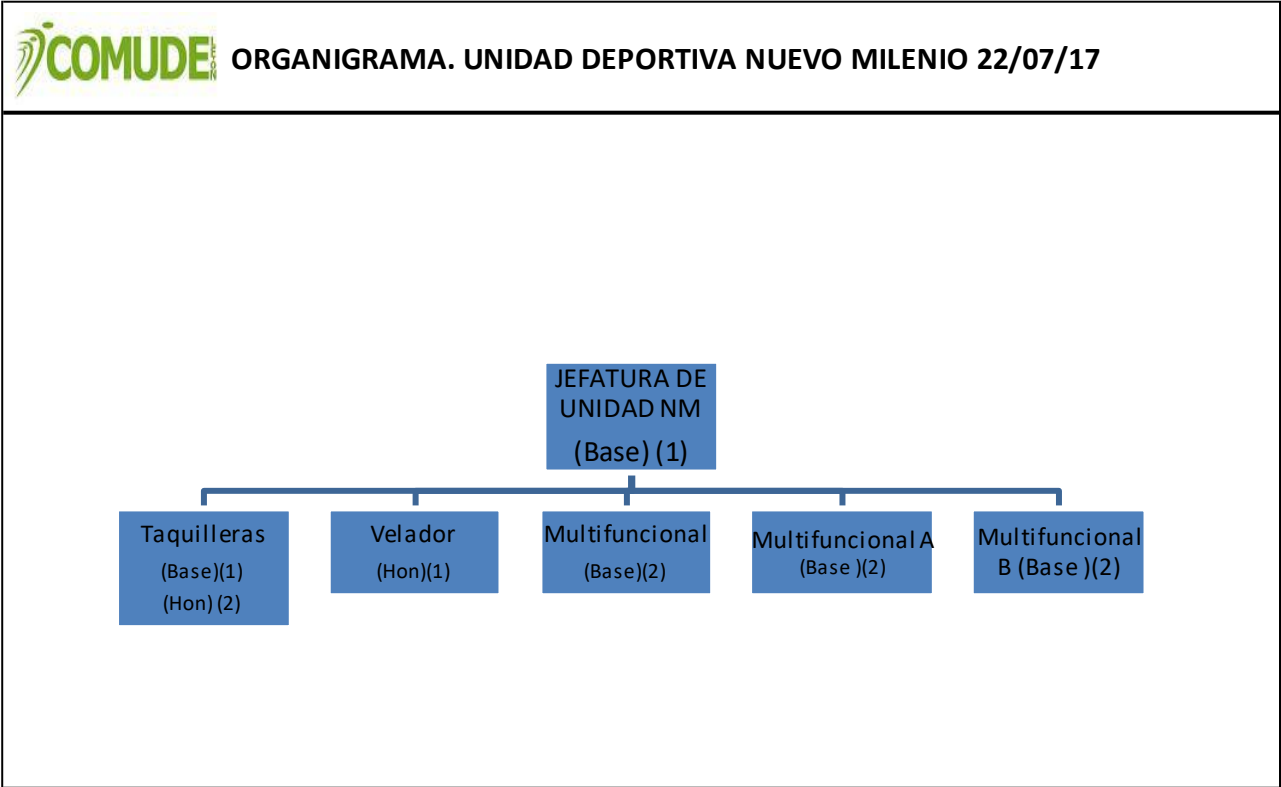 COMUDE LEON
ORGANIGRAMA. UNIDAD DEPORTIVA NUEVO MILENIO 22/07/17
JEFATURA DE
UNIDAD NM
(Base) (1)
Taquilleras
(Base)(1)
(Hon) (2)
Velador
(Hon)(1)
Multifuncional
(Base)(2)
Multifuncional A
(Base )(2)
Multifuncional
B (Base )(2)